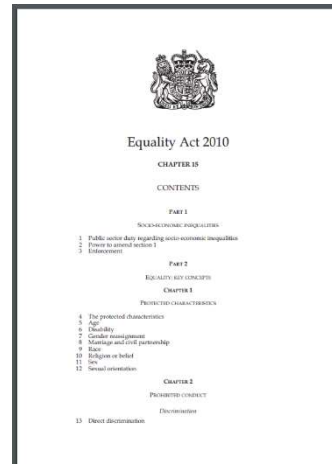 Equality Act 2010
CHAPTER 15
CONTENTS
PART 1
SOCIO-ECONOMIC INEQUALITIES
1 Public sector duty regarding socio-economic inequalities
2 Power to amend section 1
3 Enforcement
PART 2
EQUALITY: KEY CONCEPTS
CHAPTER 1
PROTECTED CHARACTERISTICS
4 The protected characteristics
5 Age
6 Disability
7 Gender reassignment
8 Marriage and civil partnership
9 Race
10 Religion or belief
11 Sex
12 Sexual orientation
CHAPTER 2
PROHIBITED CONDUCT
Discrimination
13 Direct discrimination